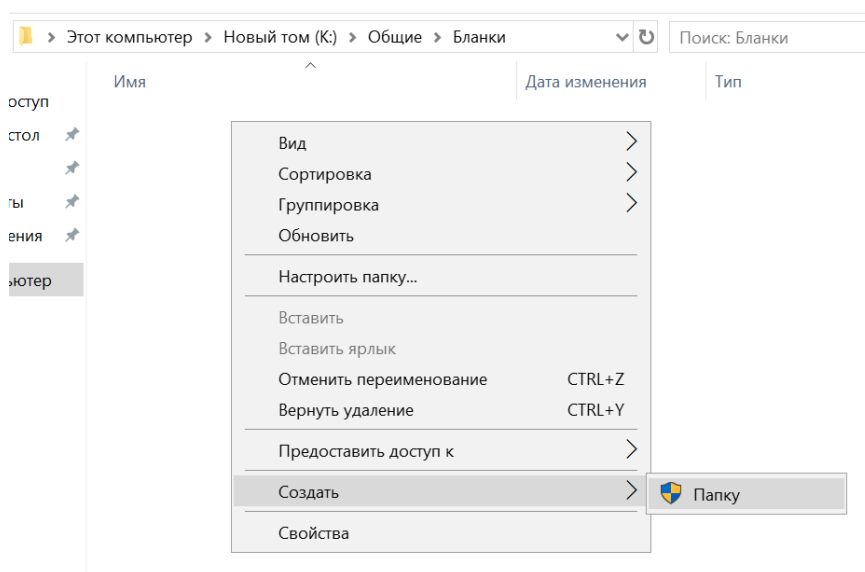 Этот компьютер > Новый том (K:) > Общие > Бланки
Поиск: Бланки
Имя Дата изменения Тип
оступ
стол
ты
ения
ьютер
Вид
Сортировка
Группировка
Обновить
Настроить папку...
Вставить
Вставить ярлык
Отменить переименование CTRL+Z
Вернуть удаление CTRL+Y
Предоставить доступ к
Создать
Папку
Свойства